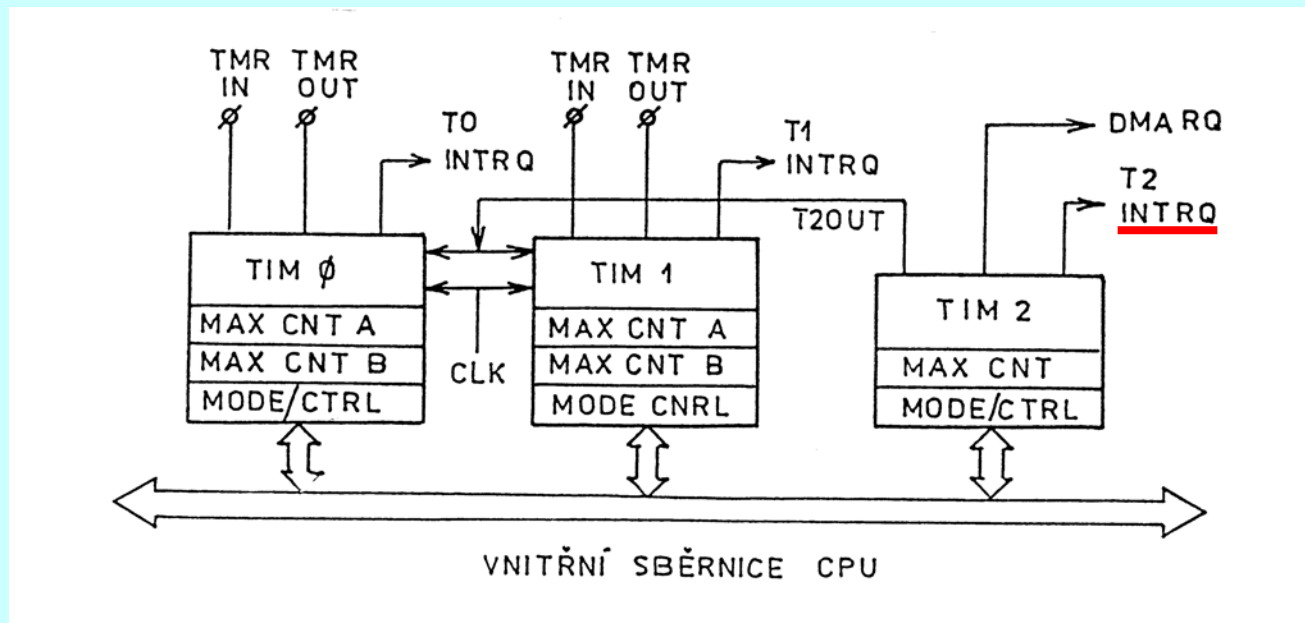 TMR TMR
IN OUT
T0
INTRQ
TMR TMR
IN OUT
T1
INTRQ
DMARQ
T2
INTRQ
T2OUT
TIM Ø
MAX CNT A
MAX CNT B
MODE/CTRL
CLK
TIM 1
MAX CNT A
MAX CNT B
MODE CNRL
TIM 2
MAX CNT
MODE/CTRL
VNITŘNÍ SBĚRNICE CPU